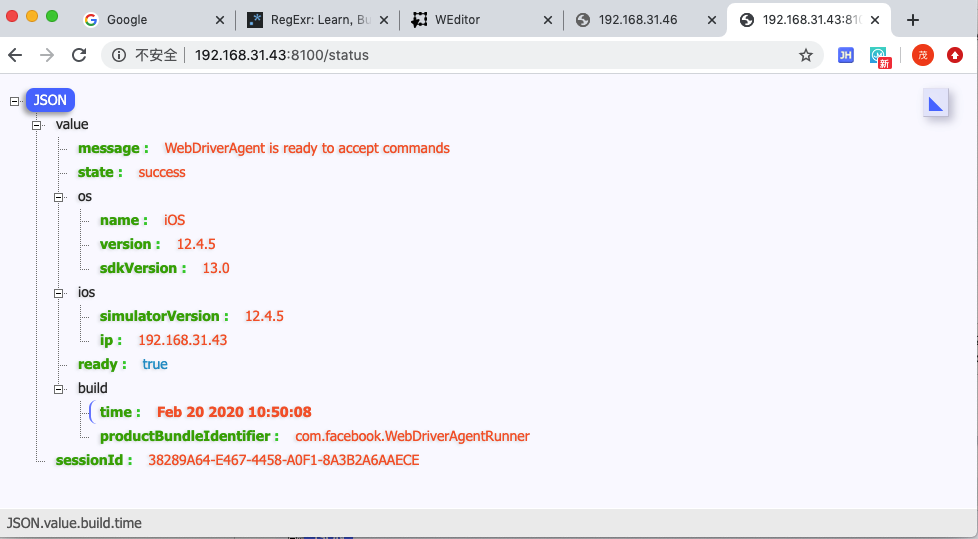 Google
RegExr: Learn, Bu
WEditor
192.168.31.46
192.168.31.43:810
不安全 192.168.31.43:8100/status
JH
新
茂
JSON
value
message : WebDriverAgent is ready to accept commands
state : success
os
name : iOS
version : 12.4.5
sdkVersion : 13.0
ios
simulatorVersion : 12.4.5
ip : 192.168.31.43
ready : true
build
time : Feb 20 2020 10:50:08
productBundleIdentifier : com.facebook.WebDriverAgentRunner
sessionId : 38289A64-E467-4458-A0F1-8A3B2A6AAECE
JSON.value.build.time